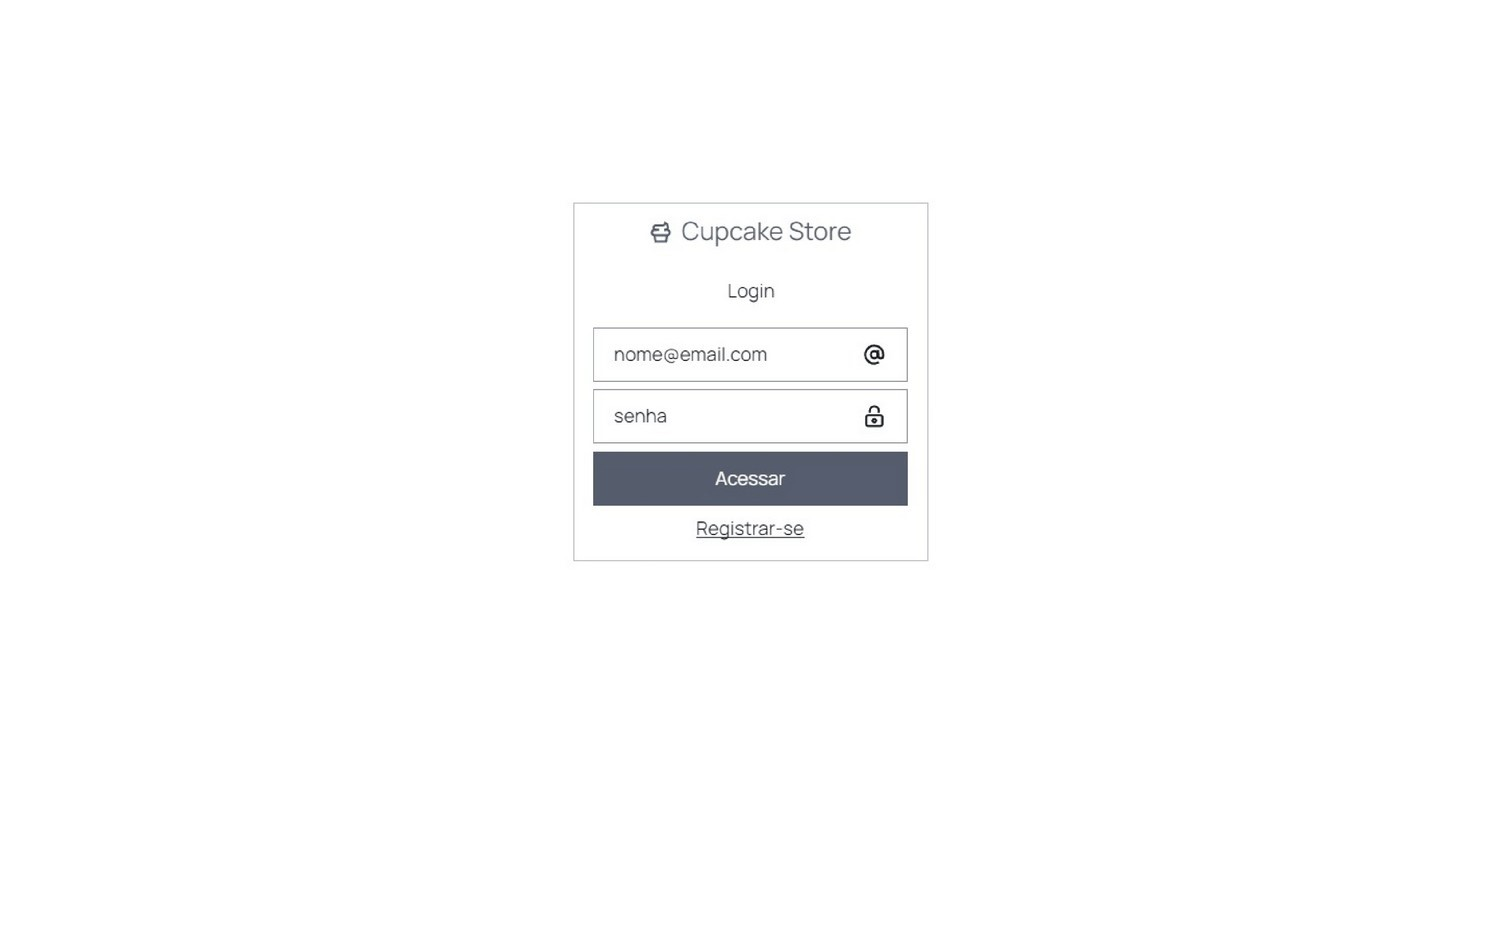 Cupcake Store
Login
nome@email.com
senha
Acessar
Registrar-se